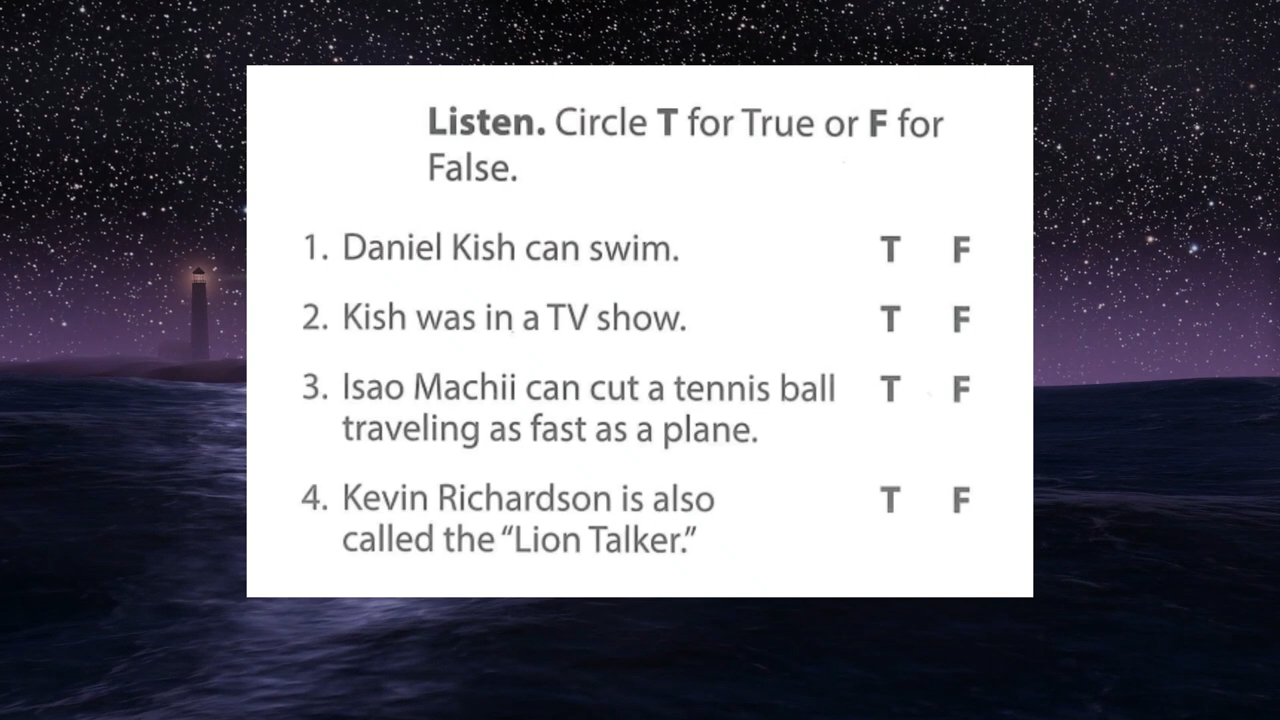 Listen. Circle T for True or F for
False.
1. Daniel Kish can swim. T F
2. Kish was in a TV show. T F
3. Isao Machii can cut a tennis ball T F
traveling as fast as a plane.
4. Kevin Richardson is also T F
called the “Lion Talker.”